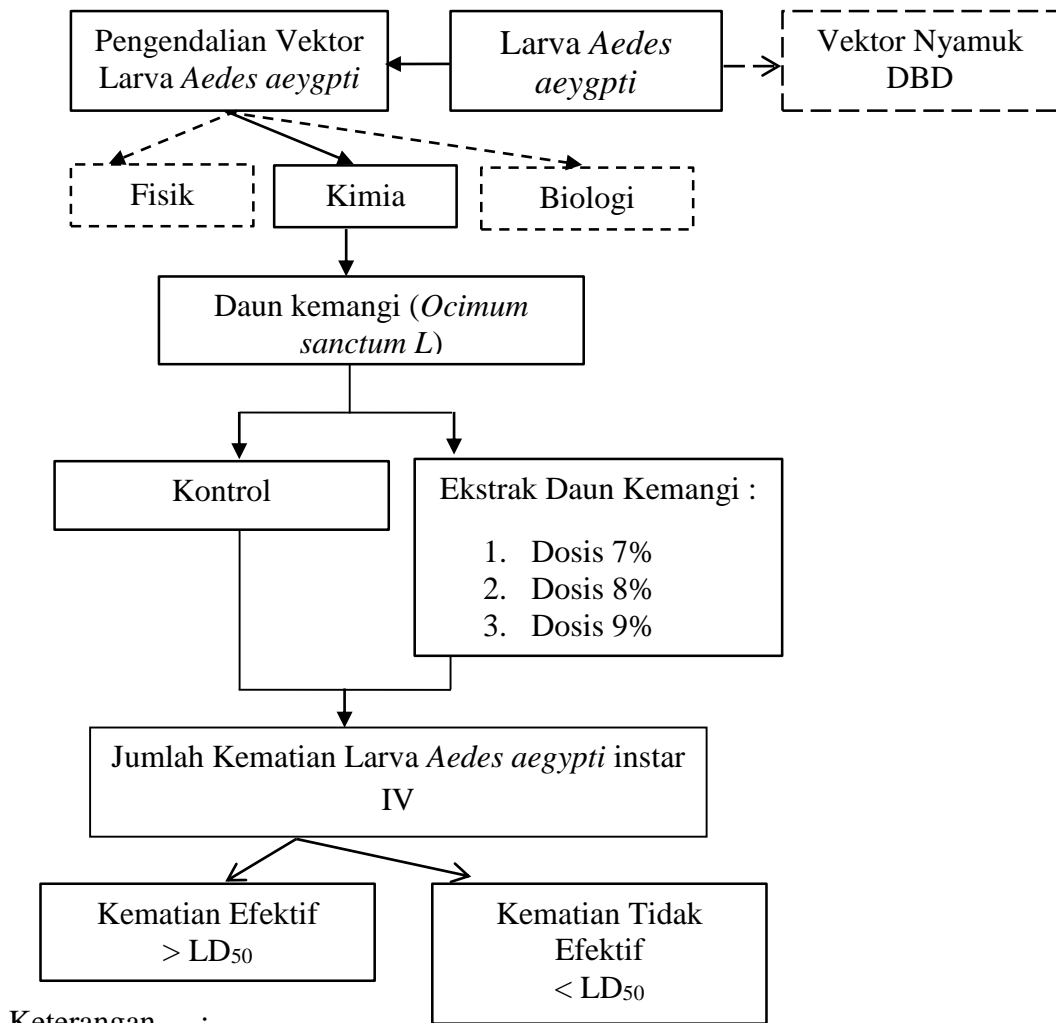 Pengendalian Vektor
Larva Aedes aeygpti
Larva Aedes
aeygpti
Vektor Nyamuk
DBD
Fisik
Kimia
Biologi
Daun kemangi (Ocimum
sanctum L)
Kontrol
Ekstrak Daun Kemangi :
1. Dosis 7%
2. Dosis 8%
3. Dosis 9%
Jumlah Kematian Larva Aedes aegypti instar
IV
Kematian Efektif
> LD₅₀
Kematian Tidak
Efektif
< LD₅₀
Keterangan :